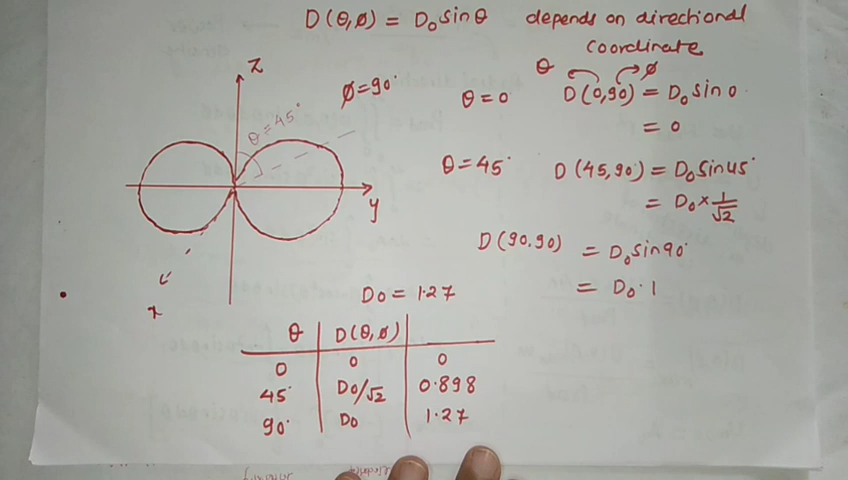 D(θ,ø) = D₀ sinθ depends on directional
coordinate
z
ø=90°
θ = 45°
y
x
θ ø
θ=0 D(0,90) = D₀ sin 0
= 0
θ=45° D(45,90°) = D₀ sin45°
= D₀ × 1/√2
D(90,90) = D₀ sin90°
= D₀ · 1
D₀ = 1.27
θ D(θ,ø)
0 0 0
45° D₀/√2 0.898
90° D₀ 1.27